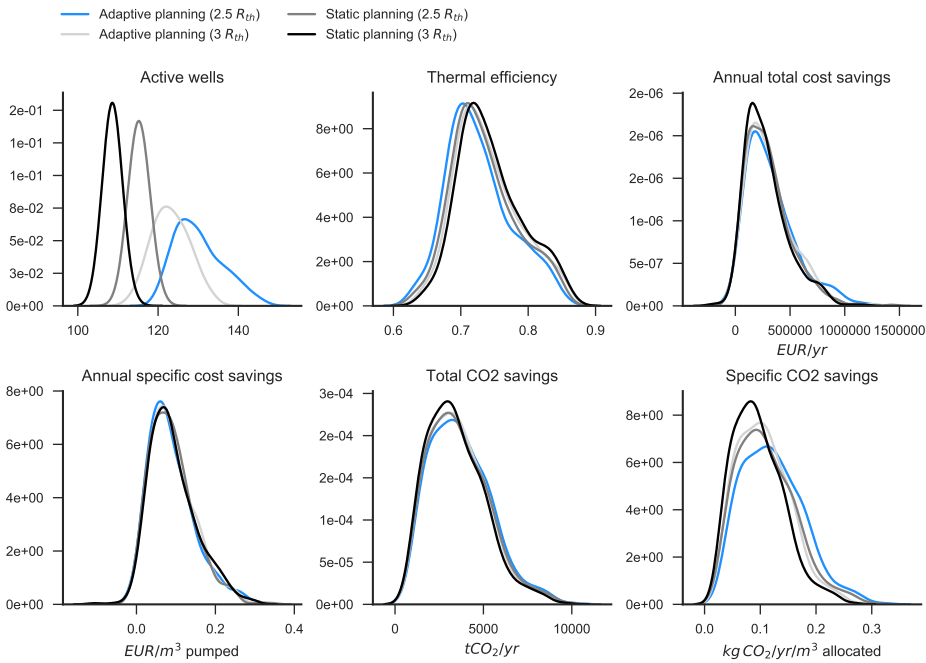 Adaptive planning (2.5 R_th)
Static planning (2.5 R_th)
Adaptive planning (3 R_th)
Static planning (3 R_th)
Active wells
Thermal efficiency
Annual total cost savings
2e-01
1e-01
1e-01
8e-02
5e-02
3e-02
0e+00
100
120
140
8e+00
6e+00
4e+00
2e+00
0e+00
0.6
0.7
0.8
0.9
2e-06
2e-06
2e-06
1e-06
5e-07
0e+00
0
500000
1000000
1500000
EUR/yr
Annual specific cost savings
Total CO2 savings
Specific CO2 savings
8e+00
6e+00
4e+00
2e+00
0e+00
0.0
0.2
0.4
EUR/m³ pumped
3e-04
2e-04
2e-04
1e-04
5e-05
0e+00
0
5000
10000
tCO₂/yr
8e+00
6e+00
4e+00
2e+00
0e+00
0.0
0.1
0.2
0.3
kg CO₂/yr/m³ allocated